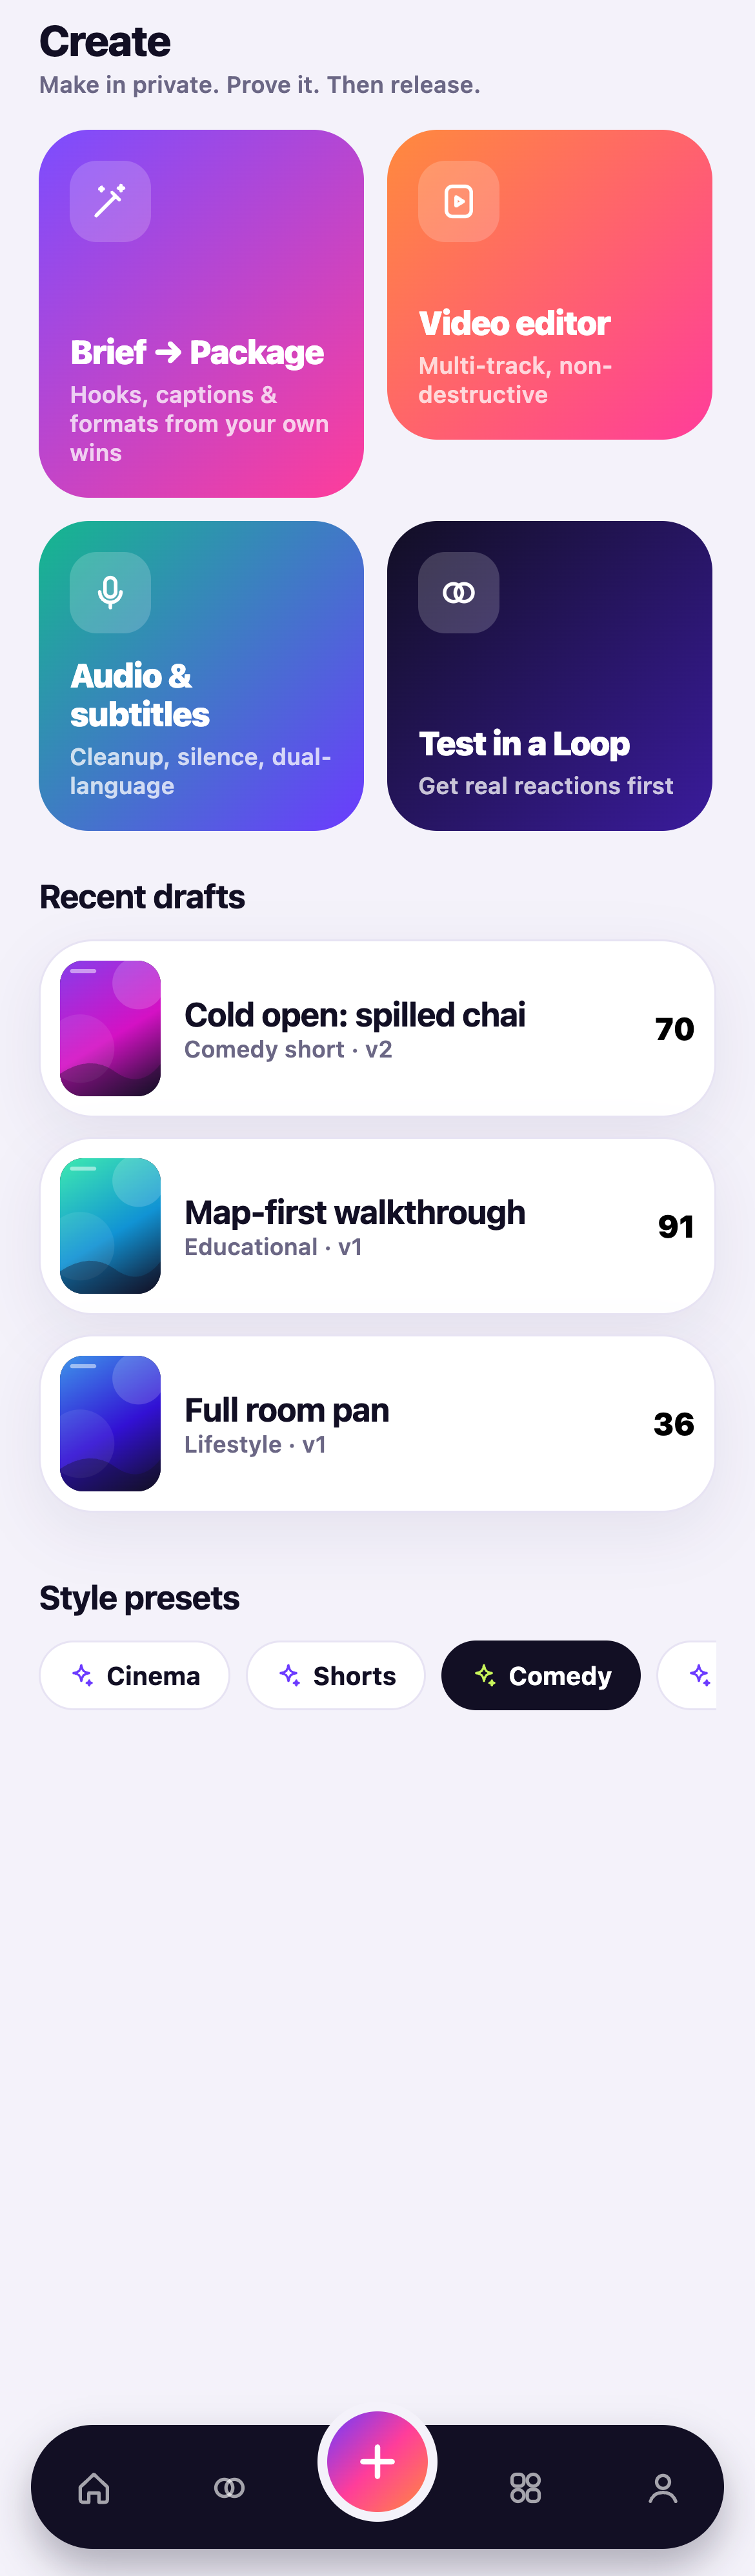 Create
Make in private. Prove it. Then release.
Brief → Package
Hooks, captions &
formats from your own
wins
Video editor
Multi-track, non-
destructive
Audio &
subtitles
Cleanup, silence, dual-
language
Test in a Loop
Get real reactions first
Recent drafts
Cold open: spilled chai
Comedy short · v2
70
Map-first walkthrough
Educational · v1
91
Full room pan
Lifestyle · v1
36
Style presets
Cinema
Shorts
Comedy